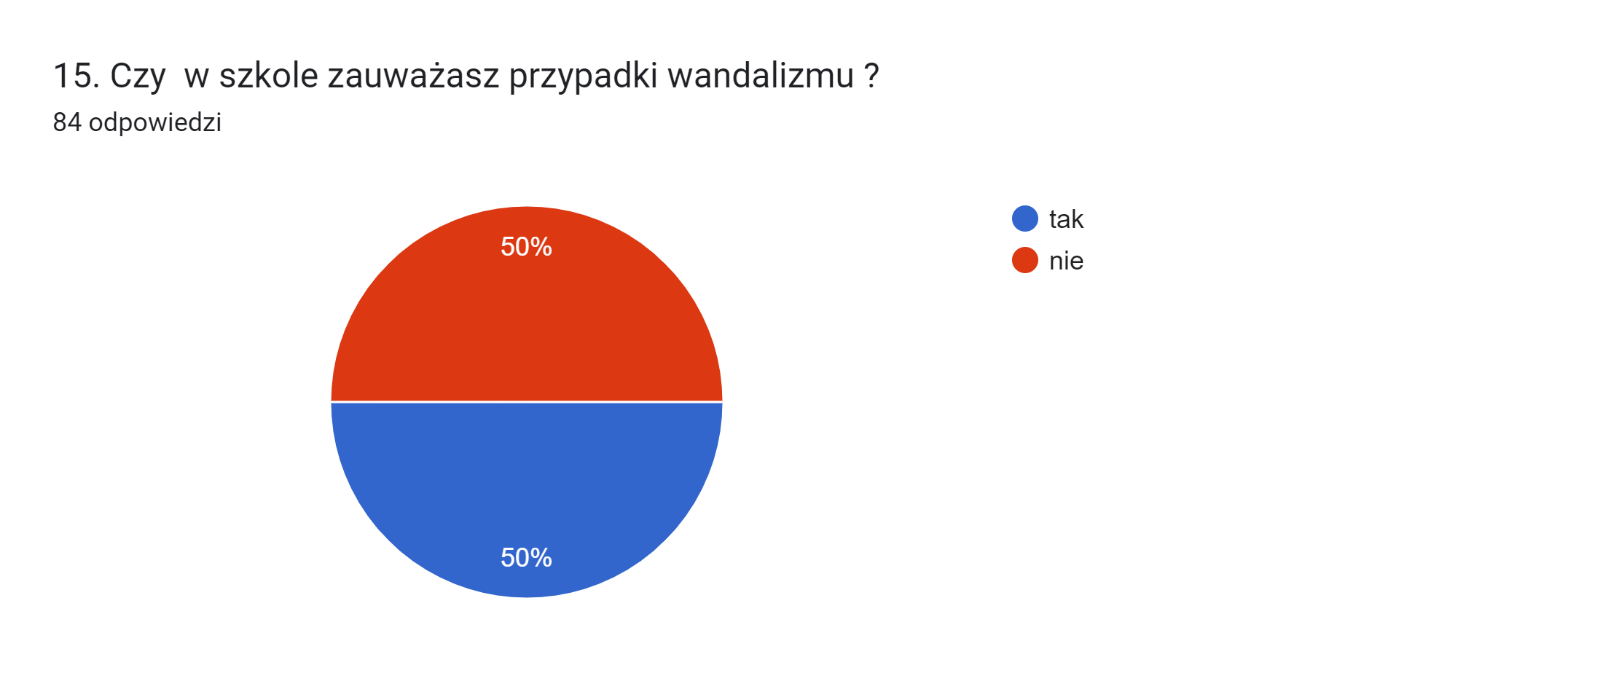 15. Czy  w szkole zauważasz przypadki wandalizmu ?
84 odpowiedzi
tak
nie
50%
50%